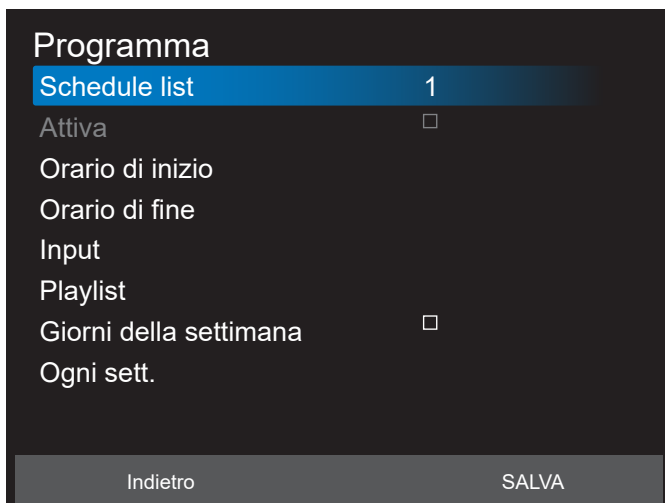 Programma
Schedule list 1
Attiva
Orario di inizio
Orario di fine
Input
Playlist
Giorni della settimana
Ogni sett.
Indietro SALVA